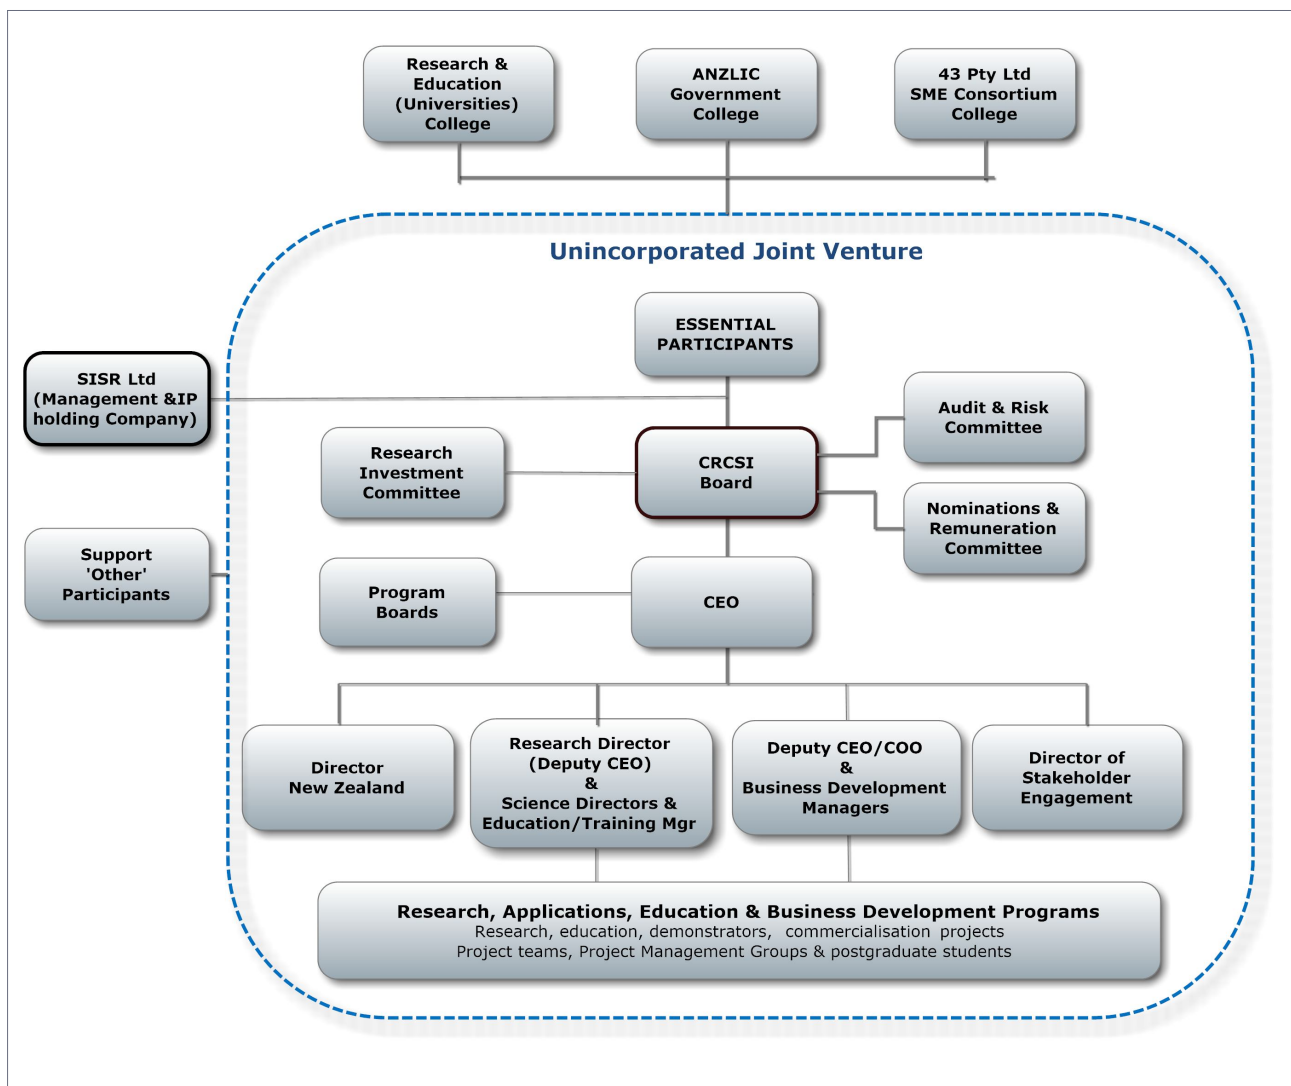 Research &
Education
(Universities)
College
ANZLIC
Government
College
43 Pty Ltd
SME Consortium
College
Unincorporated Joint Venture
ESSENTIAL
PARTICIPANTS
SISR Ltd
(Management &IP
holding Company)
Audit & Risk
Committee
Research
Investment
Committee
CRCSI
Board
Nominations &
Remuneration
Committee
Support
'Other'
Participants
Program
Boards
CEO
Director
New Zealand
Research Director
(Deputy CEO)
&
Science Directors &
Education/Training Mgr
Deputy CEO/COO
&
Business Development
Managers
Director of
Stakeholder
Engagement
Research, Applications, Education & Business Development Programs
Research, education, demonstrators, commercialisation projects
Project teams, Project Management Groups & postgraduate students